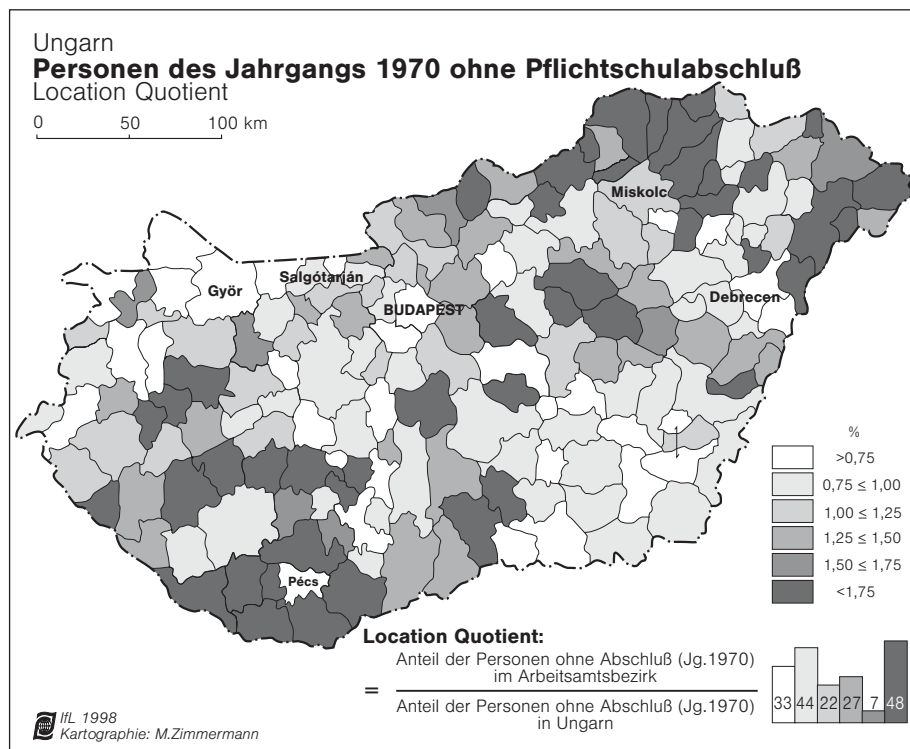 Ungarn
Personen des Jahrgangs 1970 ohne Pflichtschulabschluß
Location Quotient
0 50 100 km
Miskolc
Salgótarján
Györ
BUDAPEST
Debrecen
Pécs
%
>0,75
0,75 ≤ 1,00
1,00 ≤ 1,25
1,25 ≤ 1,50
1,50 ≤ 1,75
<1,75
Location Quotient:
Anteil der Personen ohne Abschluß (Jg.1970)
im Arbeitsamtsbezirk
=
Anteil der Personen ohne Abschluß (Jg.1970)
in Ungarn
33 44 22 27 7 48
IfL 1998
Kartographie: M.Zimmermann